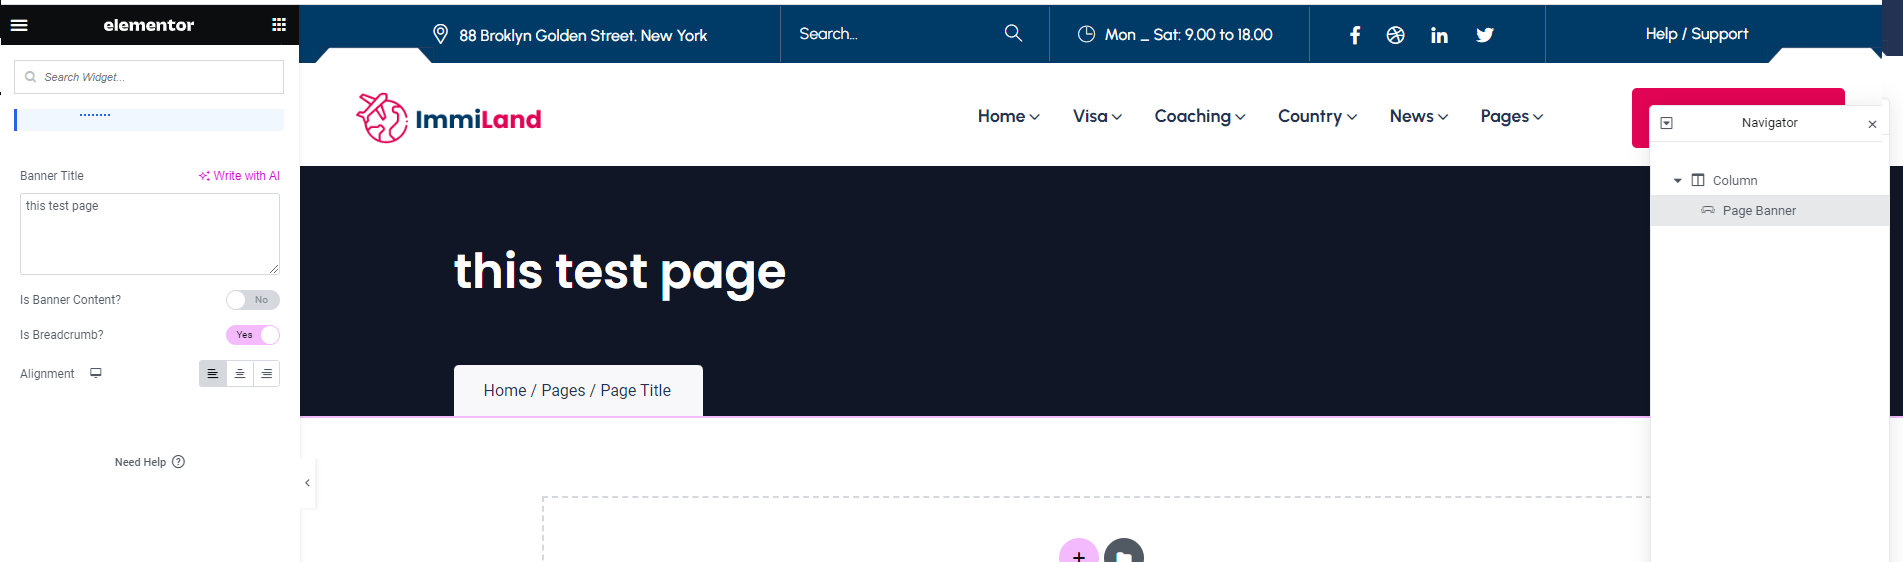 elementor
Search Widget...
Banner Title
Write with AI
this test page
Is Banner Content?
No
Is Breadcrumb?
Yes
Alignment
Need Help
88 Broklyn Golden Street. New York
Search...
Mon _ Sat: 9.00 to 18.00
Help / Support
ImmiLand
Home
Visa
Coaching
Country
News
Pages
this test page
Home / Pages / Page Title
Navigator
Column
Page Banner